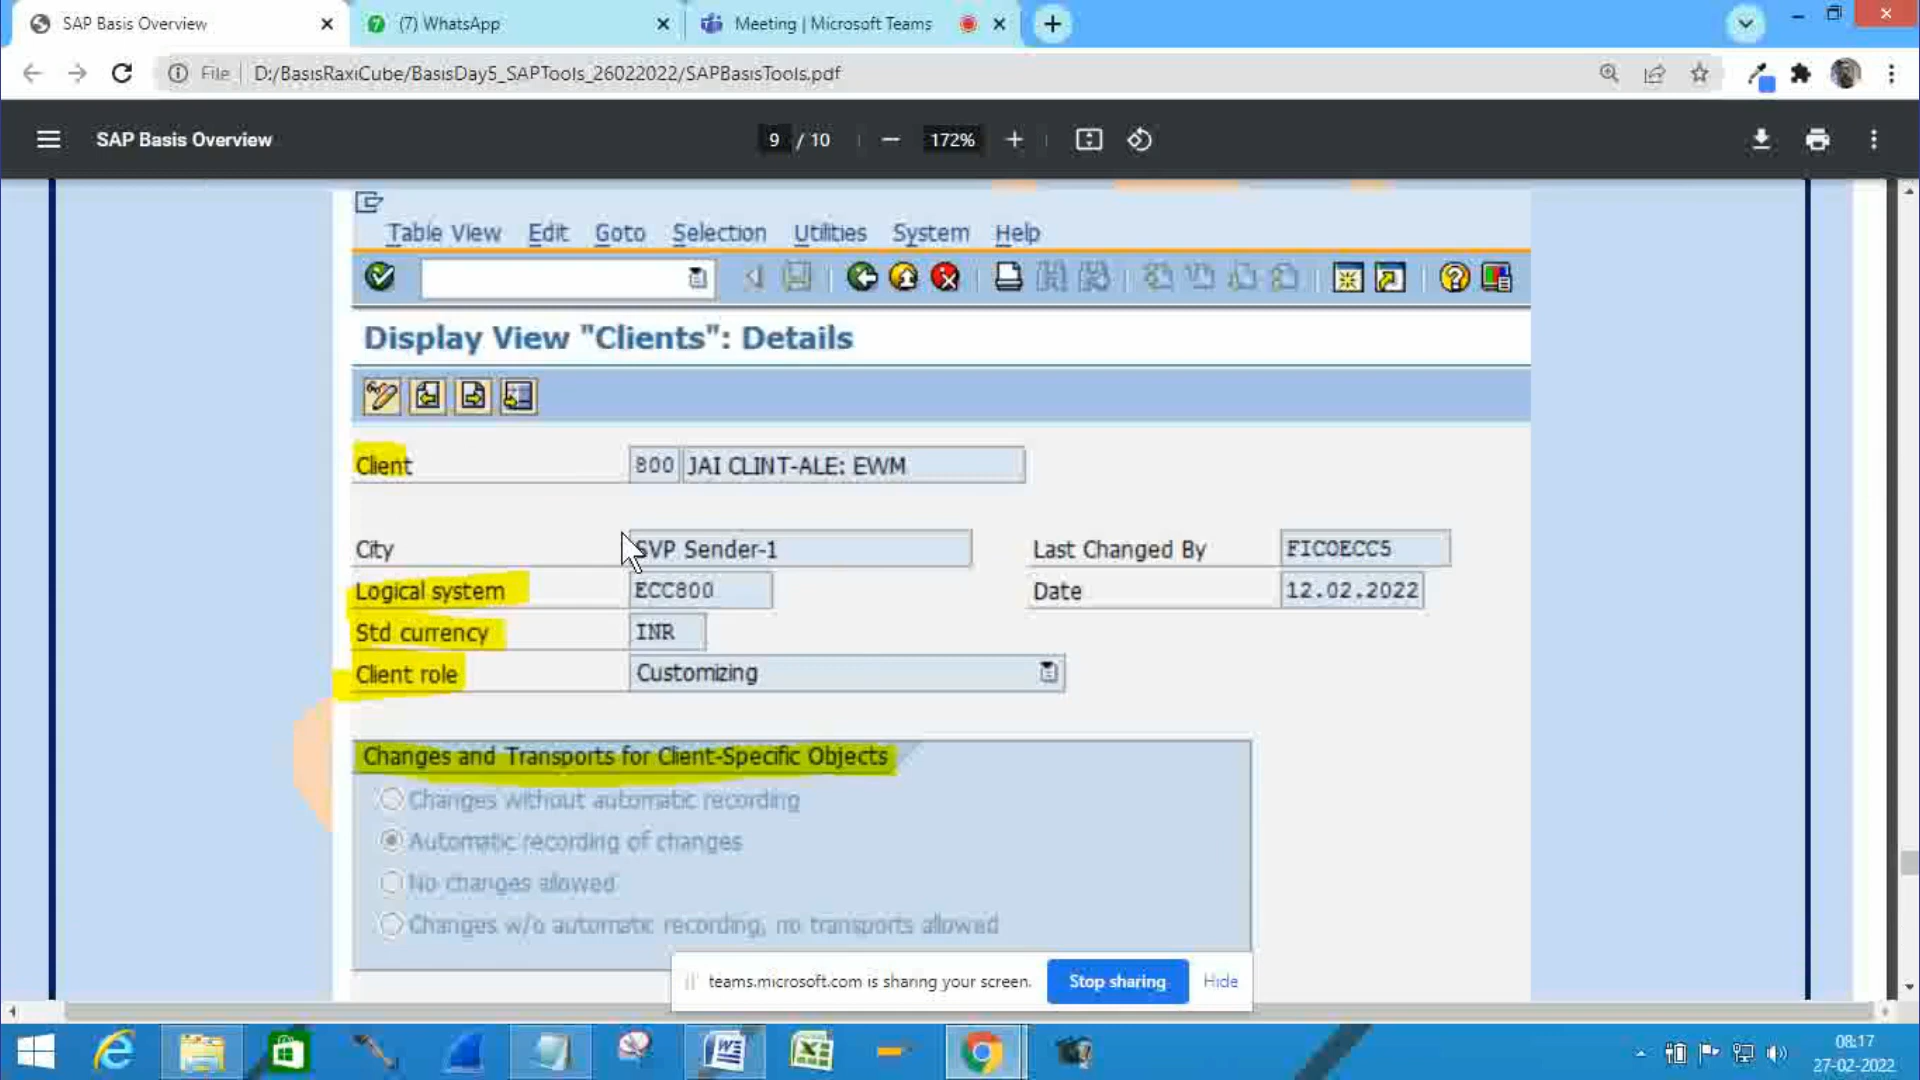 SAP Basis Overview
(7) WhatsApp
Meeting | Microsoft Teams
File D:/BasisRaxiCube/BasisDay5_SAPTools_26022022/SAPBasisTools.pdf
SAP Basis Overview 9 / 10 172%
Table View Edit Goto Selection Utilities System Help
Display View "Clients": Details
Client 800 JAI CLINT-ALE: EWM
City SVP Sender-1 Last Changed By FICOECC5
Logical system ECC800 Date 12.02.2022
Std currency INR
Client role Customizing
Changes and Transports for Client-Specific Objects
Changes without automatic recording
Automatic recording of changes
No changes allowed
Changes w/o automatic recording, no transports allowed
teams.microsoft.com is sharing your screen. Stop sharing Hide
08:17
27-02-2022